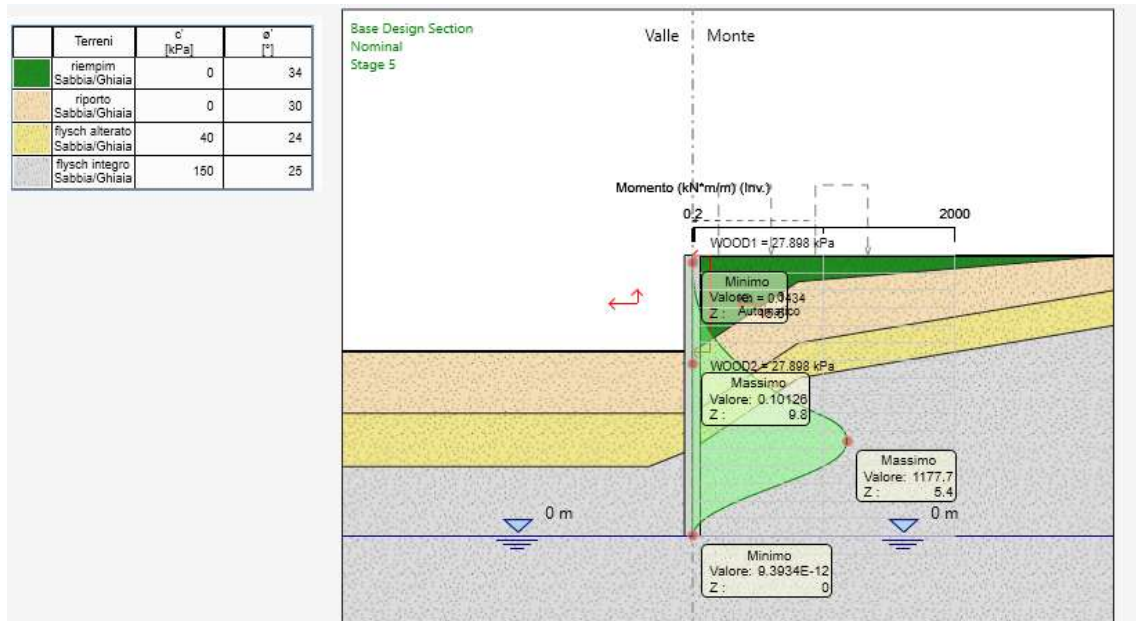 Terreni c' ø'
[kPa] [°]
riempim
Sabbia/Ghiaia 0 34
riporto
Sabbia/Ghiaia 0 30
flysch alterato
Sabbia/Ghiaia 40 24
flysch integro
Sabbia/Ghiaia 150 25
Base Design Section
Nominal
Stage 5
Valle Monte
Momento (kN*m/m) (Inv.)
0.2 2000
WOOD1 = 27.898 kPa
Minimo
Valore: = 0.0434
Z : Automatico
WOOD2 = 27.898 kPa
Massimo
Valore: 0.10126
Z : 9.8
Massimo
Valore: 1177.7
Z : 5.4
0 m
0 m
Minimo
Valore: 9.3934E-12
Z : 0